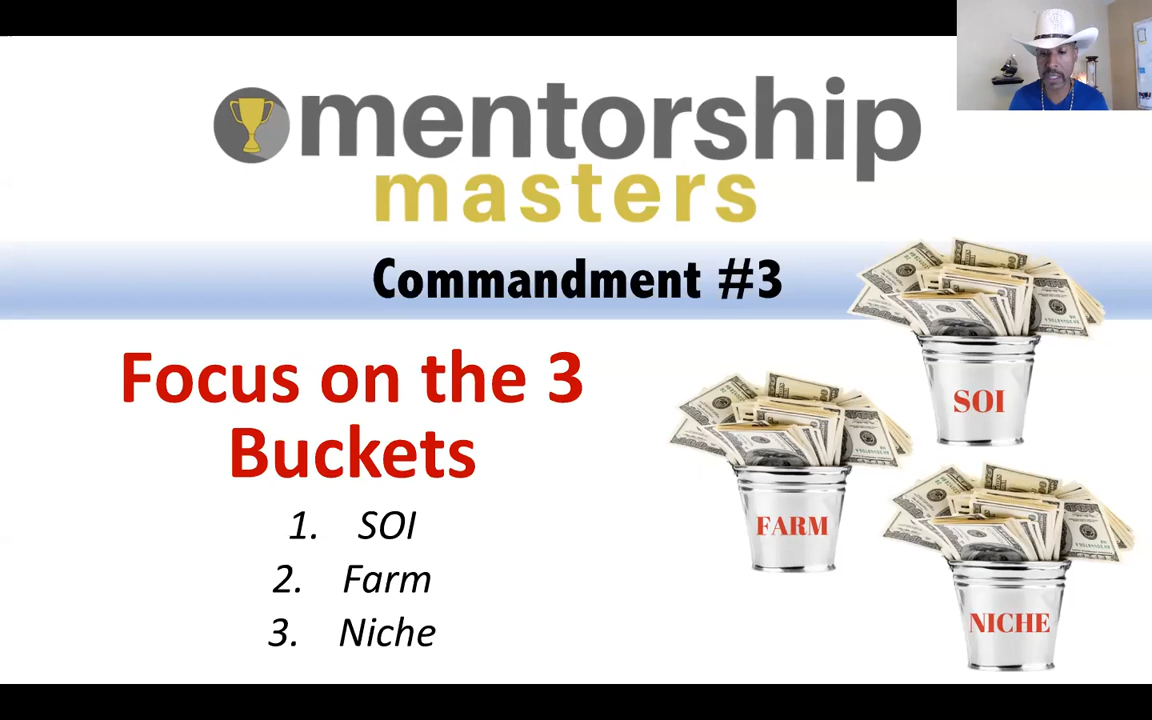 mentorship
masters
Commandment #3
Focus on the 3
Buckets
1. SOI
2. Farm
3. Niche
SOI
FARM
NICHE